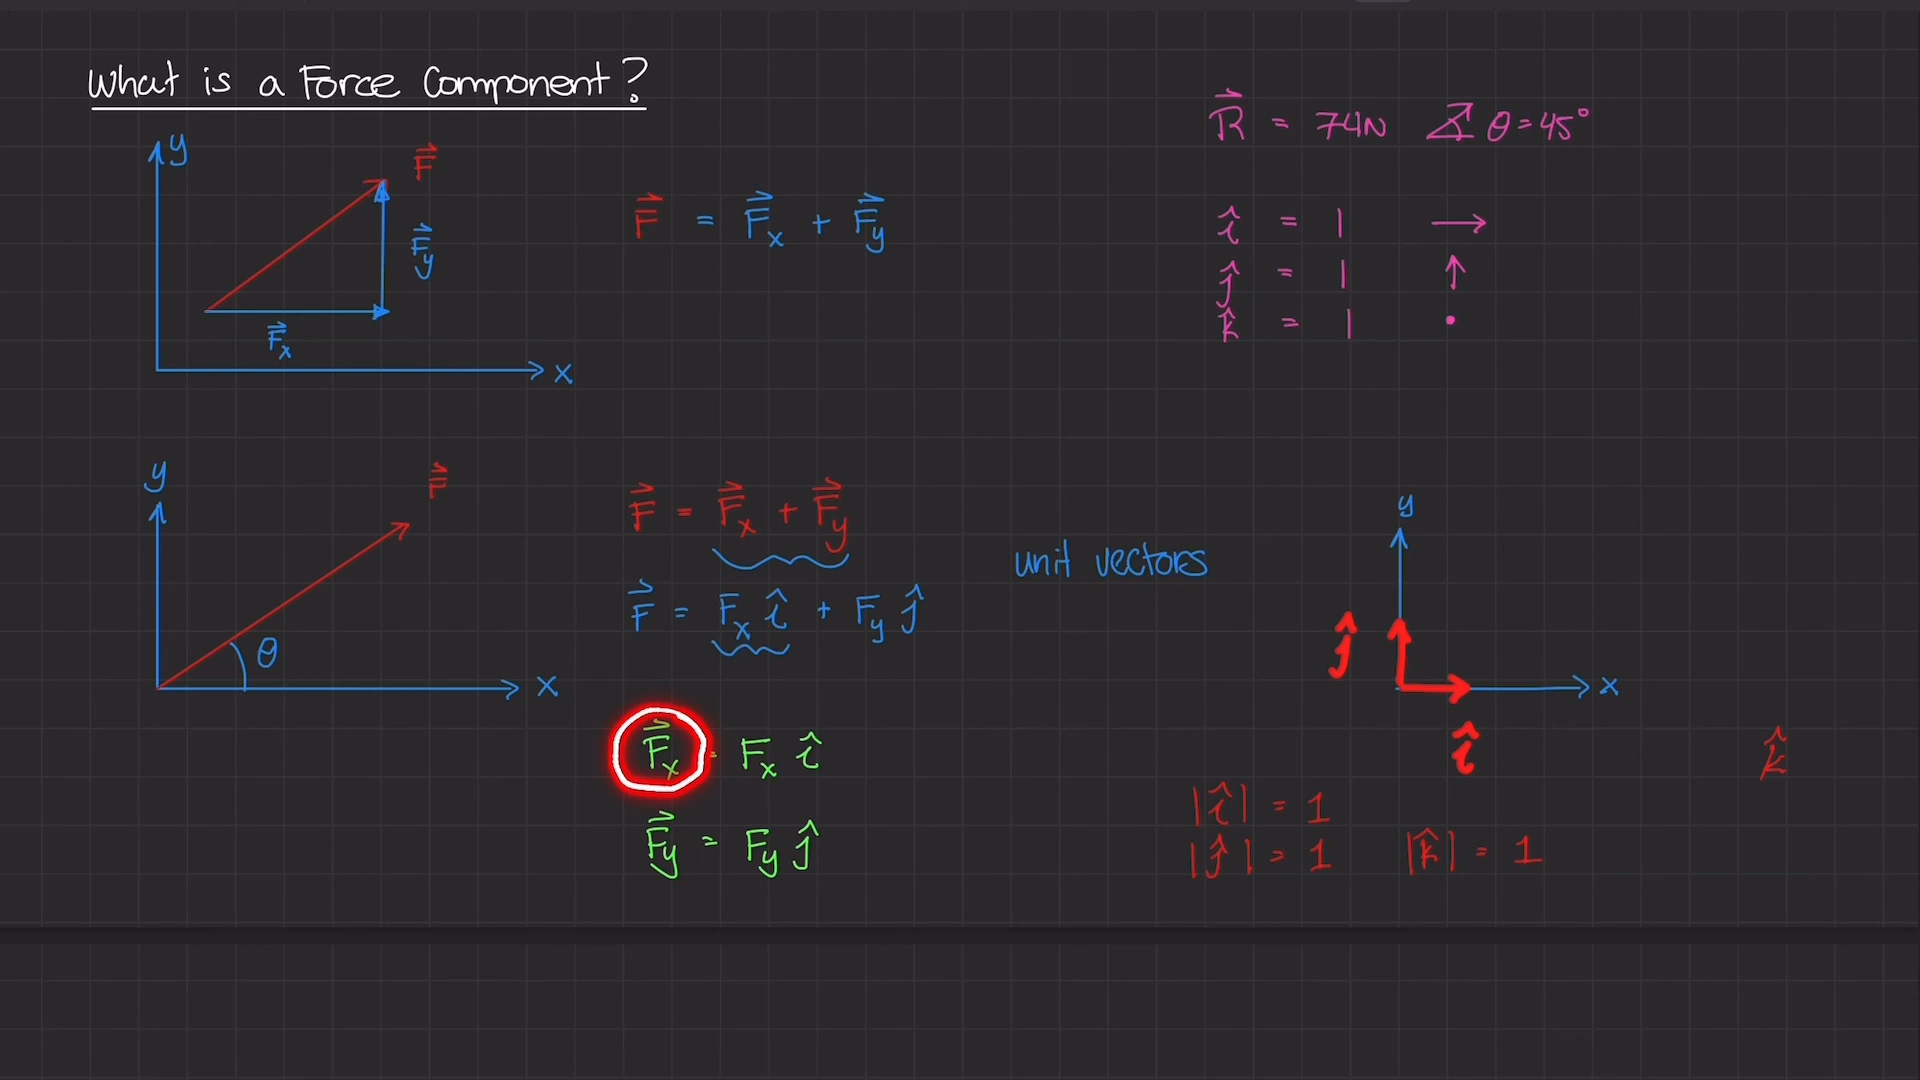 What is a Force Component?
y
F⃗
F⃗y
F⃗x
x
F⃗ = F⃗x + F⃗y
R⃗ = 74N ∡ θ = 45°
î = 1 →
ĵ = 1 ↑
k̂ = 1 •
y
F⃗
θ
x
F⃗ = F⃗x + F⃗y
F⃗ = Fx î + Fy ĵ
F⃗x = Fx î
F⃗y = Fy ĵ
unit vectors
y
ĵ
x
î
k̂
|î| = 1
|ĵ| = 1 |k̂| = 1